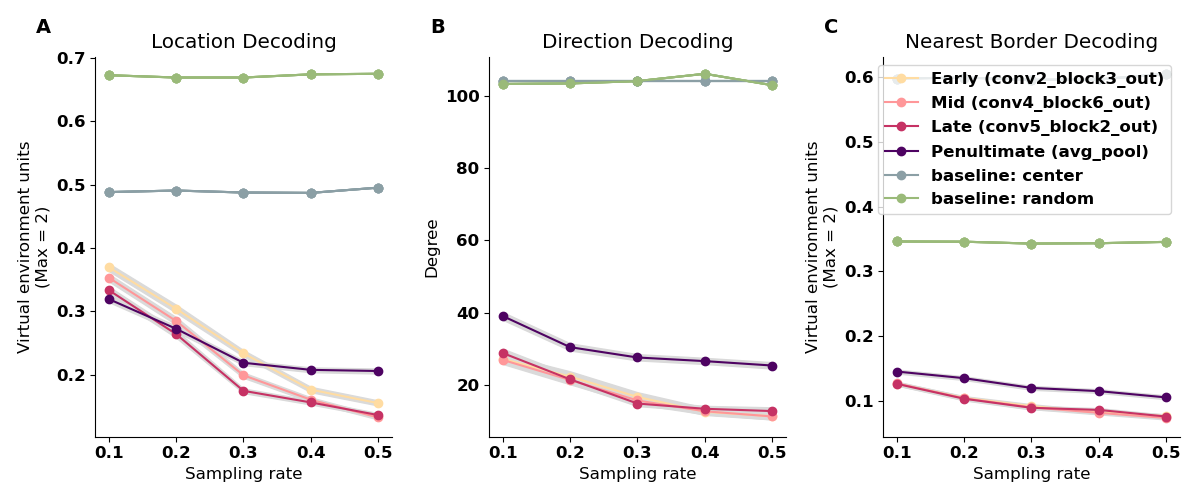 A
Location Decoding
Virtual environment units
(Max = 2)
0.7
0.6
0.5
0.4
0.3
0.2
0.1
0.2
0.3
0.4
0.5
Sampling rate
B
Direction Decoding
Degree
100
80
60
40
20
0.1
0.2
0.3
0.4
0.5
Sampling rate
C
Nearest Border Decoding
Virtual environment units
(Max = 2)
0.6
0.5
0.4
0.3
0.2
0.1
Early (conv2_block3_out)
Mid (conv4_block6_out)
Late (conv5_block2_out)
Penultimate (avg_pool)
baseline: center
baseline: random
0.1
0.2
0.3
0.4
0.5
Sampling rate